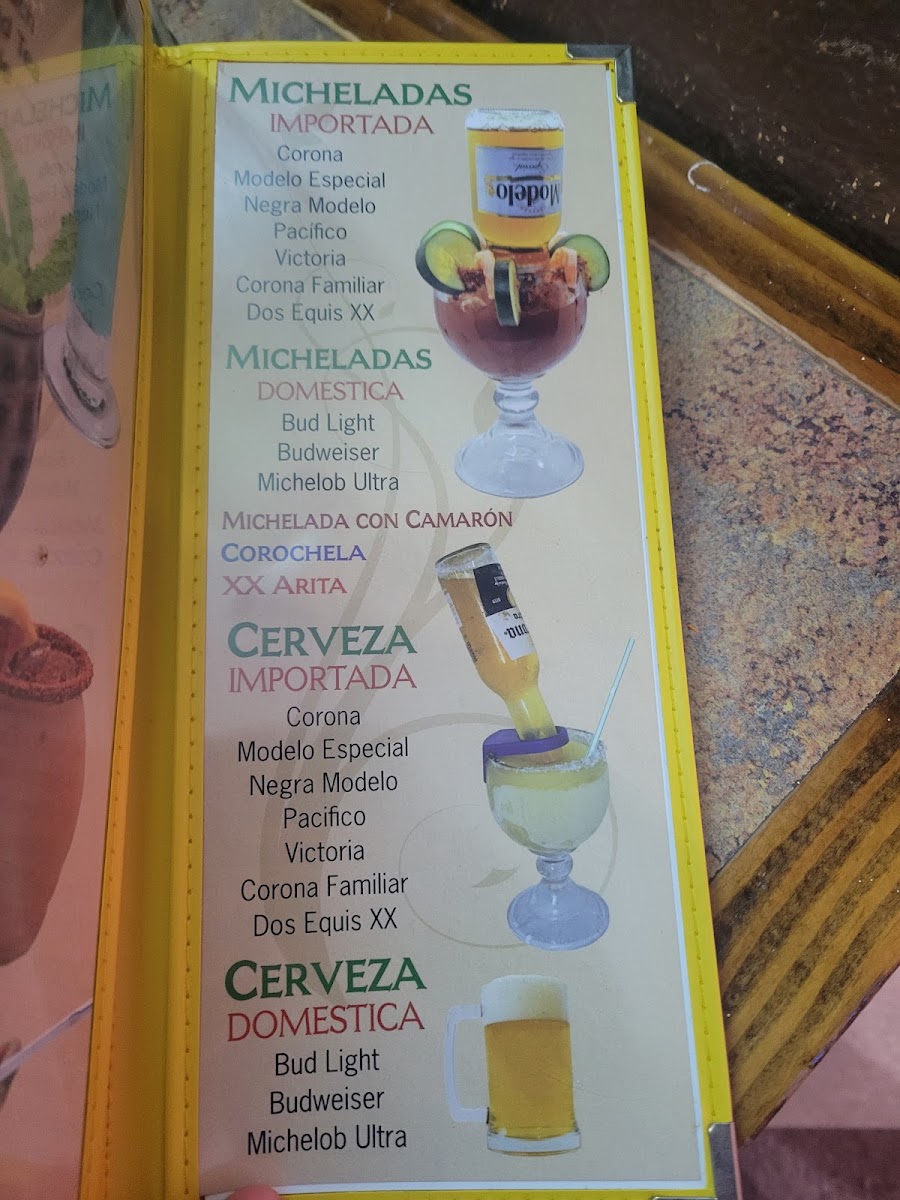 MICHELADAS
IMPORTADA
Corona
Modelo Especial
Negra Modelo
Pacífico
Victoria
Corona Familiar
Dos Equis XX
Modelo
MICHELADAS
DOMESTICA
Bud Light
Budweiser
Michelob Ultra
MICHELADA CON CAMARÓN
COROCHELA
XX ARITA
CERVEZA
IMPORTADA
Corona
Modelo Especial
Negra Modelo
Pacifico
Victoria
Corona Familiar
Dos Equis XX
CERVEZA
DOMESTICA
Bud Light
Budweiser
Michelob Ultra